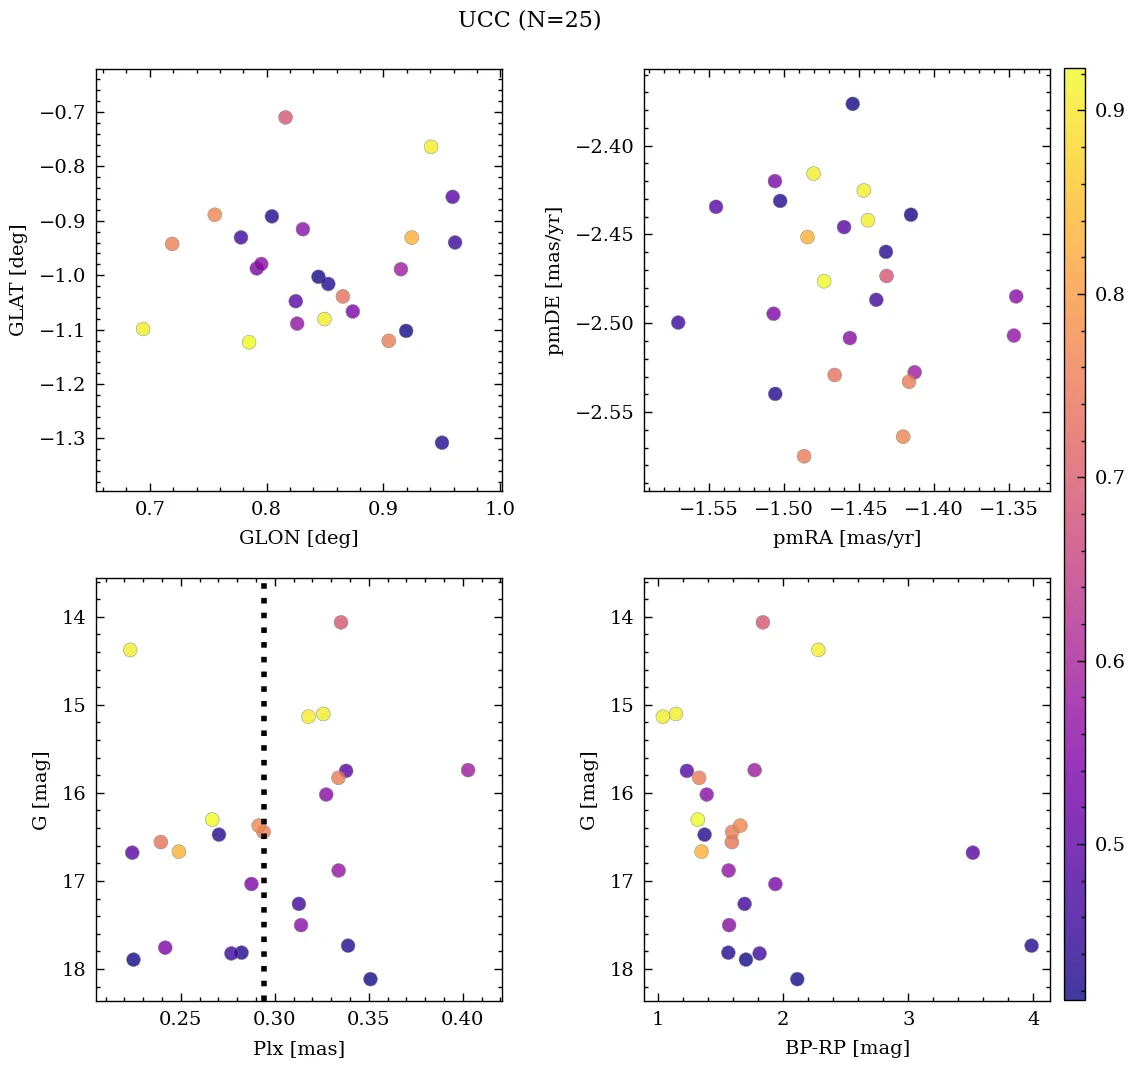 UCC (N=25)
−0.7
−0.8
−0.9
−1.0
−1.1
−1.2
−1.3
GLAT [deg]
0.7 0.8 0.9 1.0
GLON [deg]
−2.40
−2.45
−2.50
−2.55
pmDE [mas/yr]
−1.55 −1.50 −1.45 −1.40 −1.35
pmRA [mas/yr]
14
15
16
17
18
G [mag]
0.25 0.30 0.35 0.40
Plx [mas]
14
15
16
17
18
G [mag]
1 2 3 4
BP-RP [mag]
0.9
0.8
0.7
0.6
0.5